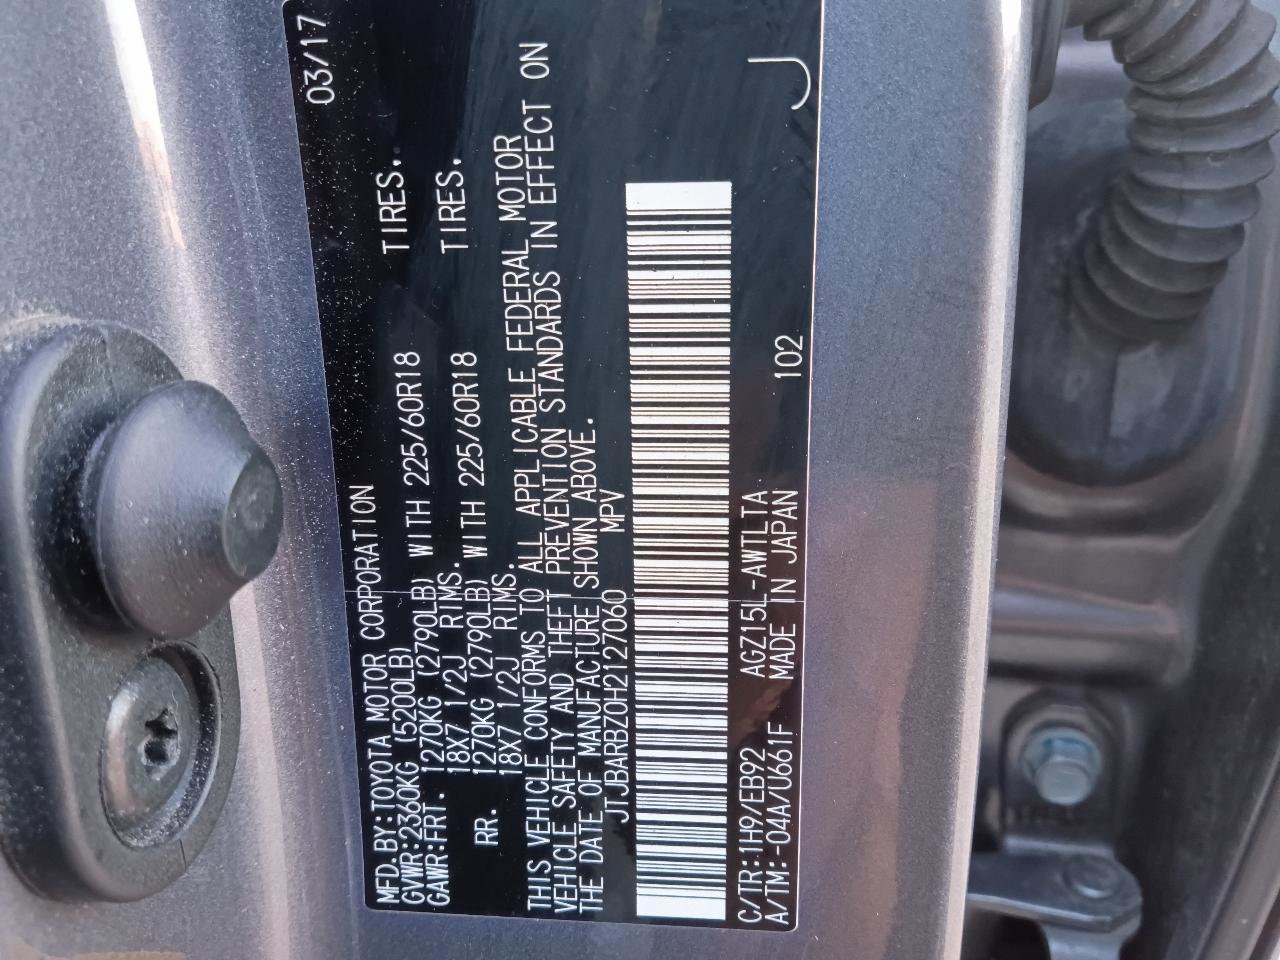 MFD.BY:TOYOTA MOTOR CORPORATION 03/17
GVWR:2360KG (5200LB)
GAWR:FRT. 1270KG (2790LB) WITH 225/60R18 TIRES.
18X7 1/2J RIMS.
RR. 1270KG (2790LB) WITH 225/60R18 TIRES.
18X7 1/2J RIMS.
THIS VEHICLE CONFORMS TO ALL APPLICABLE FEDERAL MOTOR
VEHICLE SAFETY AND THEFT PREVENTION STANDARDS IN EFFECT ON
THE DATE OF MANUFACTURE SHOWN ABOVE.
JTJBARBZ0H2127060 MPV
C/TR:1H9/EB92 AGZ15L-AWTLTA
A/TM:-04A/U661F MADE IN JAPAN 102 J